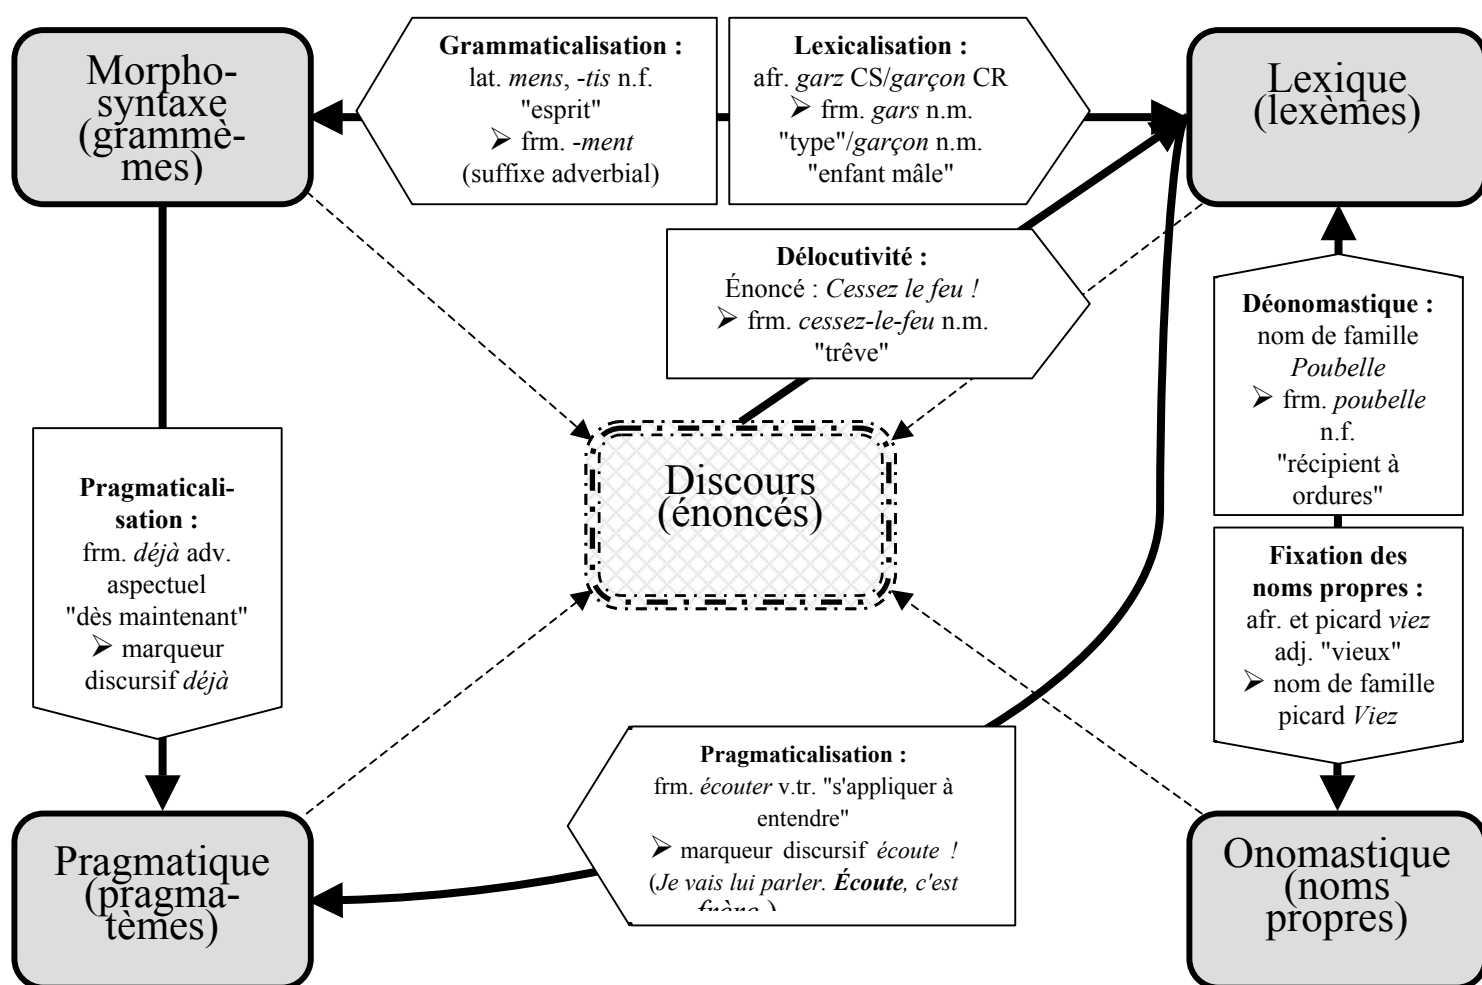 Morpho-
syntaxe
(grammè-
mes)
Grammaticalisation :
lat. mens, -tis n.f.
"esprit"
➢ frm. -ment
(suffixe adverbial)
Lexicalisation :
afr. garz CS/garçon CR
➢ frm. gars n.m.
"type"/garçon n.m.
"enfant mâle"
Lexique
(lexèmes)
Délocutivité :
Énoncé : Cessez le feu !
➢ frm. cessez-le-feu n.m.
"trêve"
Déonomastique :
nom de famille
Poubelle
➢ frm. poubelle
n.f.
"récipient à
ordures"
Discours
(énoncés)
Pragmaticali-
sation :
frm. déjà adv.
aspectuel
"dès maintenant"
➢ marqueur
discursif déjà
Fixation des
noms propres :
afr. et picard viez
adj. "vieux"
➢ nom de famille
picard Viez
Pragmaticalisation :
frm. écouter v.tr. "s'appliquer à
entendre"
➢ marqueur discursif écoute !
(Je vais lui parler. Écoute, c'est
Pragmatique
(pragma-
tèmes)
Onomastique
(noms
propres)